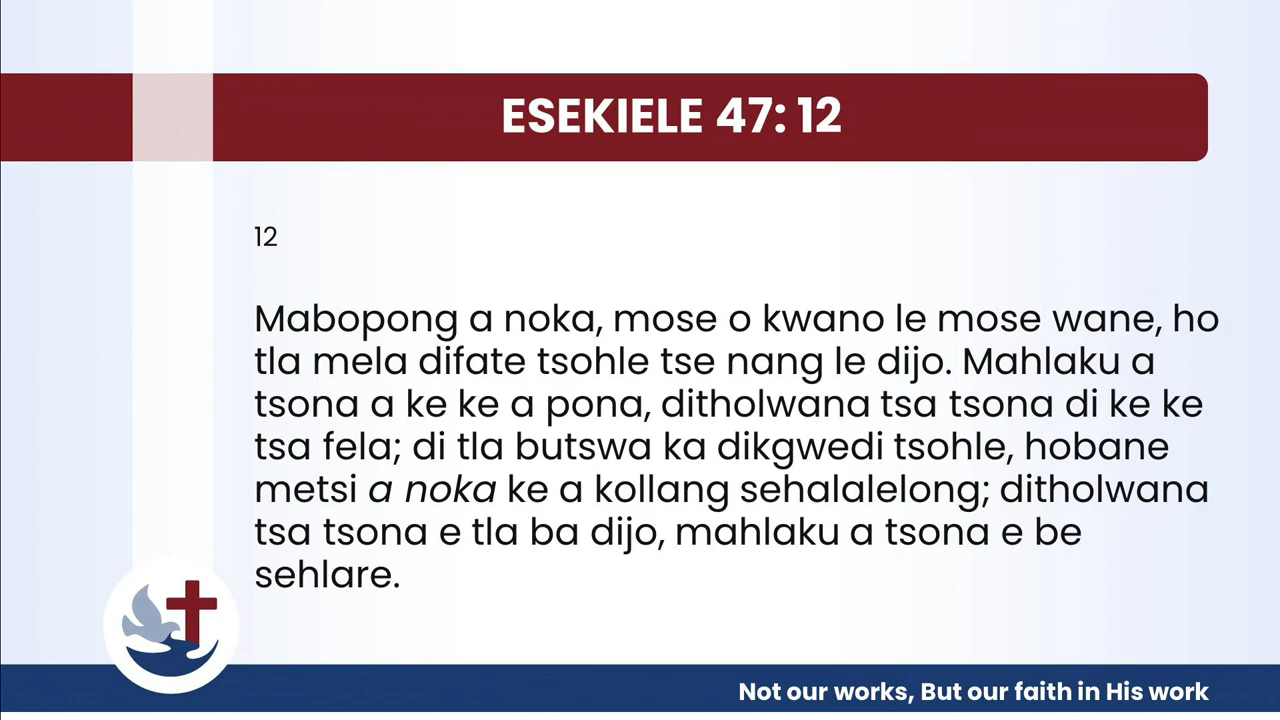 ESEKIELE 47: 12
12
Mabopong a noka, mose o kwano le mose wane, ho
tla mela difate tsohle tse nang le dijo. Mahlaku a
tsona a ke ke a pona, ditholwana tsa tsona di ke ke
tsa fela; di tla butswa ka dikgwedi tsohle, hobane
metsi a noka ke a kollang sehalalelong; ditholwana
tsa tsona e tla ba dijo, mahlaku a tsona e be
sehlare.
Not our works, But our faith in His work